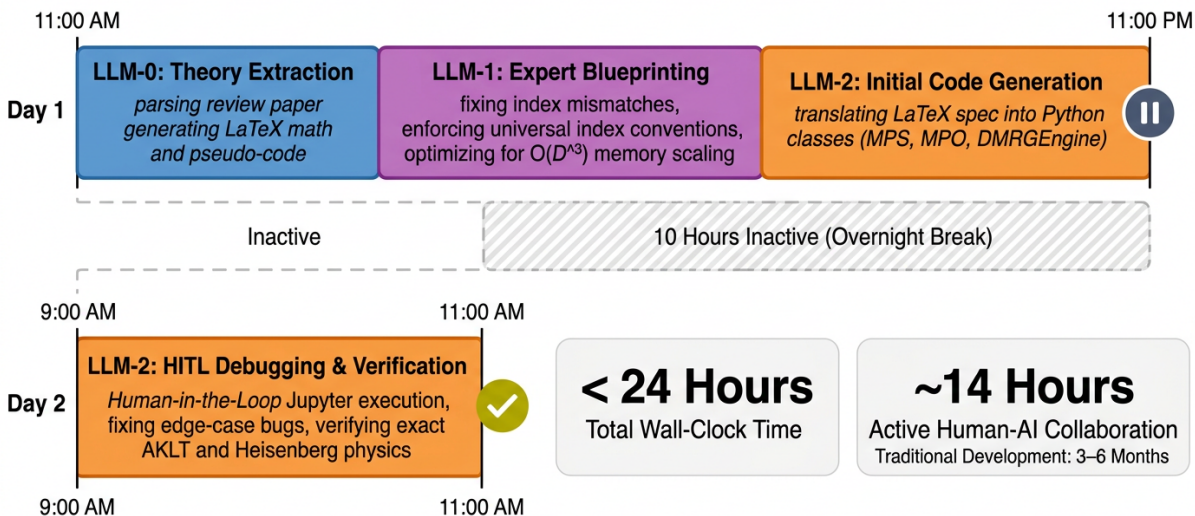 11:00 AM
11:00 PM
Day 1
LLM-0: Theory Extraction
parsing review paper
generating LaTeX math
and pseudo-code
LLM-1: Expert Blueprinting
fixing index mismatches,
enforcing universal index conventions,
optimizing for O(D^3) memory scaling
LLM-2: Initial Code Generation
translating LaTeX spec into Python
classes (MPS, MPO, DMRGEngine)
Inactive
10 Hours Inactive (Overnight Break)
9:00 AM
11:00 AM
Day 2
LLM-2: HITL Debugging & Verification
Human-in-the-Loop Jupyter execution,
fixing edge-case bugs, verifying exact
AKLT and Heisenberg physics
9:00 AM
11:00 AM
< 24 Hours
Total Wall-Clock Time
~14 Hours
Active Human-AI Collaboration
Traditional Development: 3–6 Months